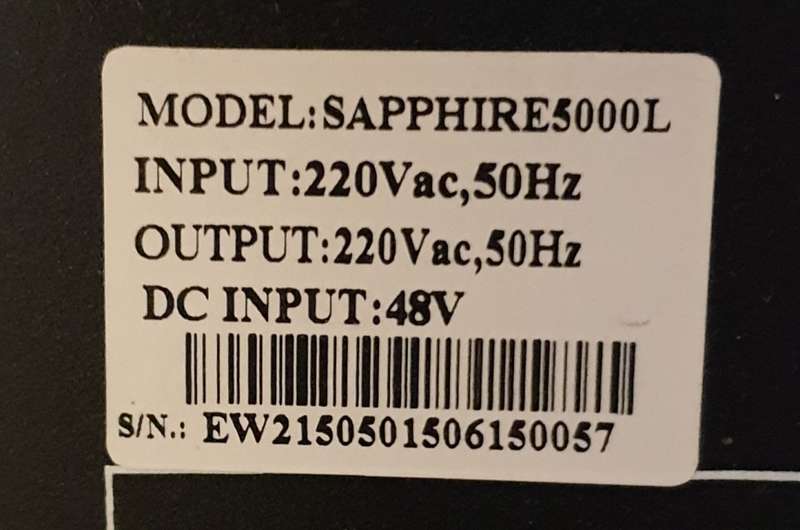 MODEL:SAPPHIRE5000L
INPUT:220Vac,50Hz
OUTPUT:220Vac,50Hz
DC INPUT:48V
S/N.: EW2150501506150057